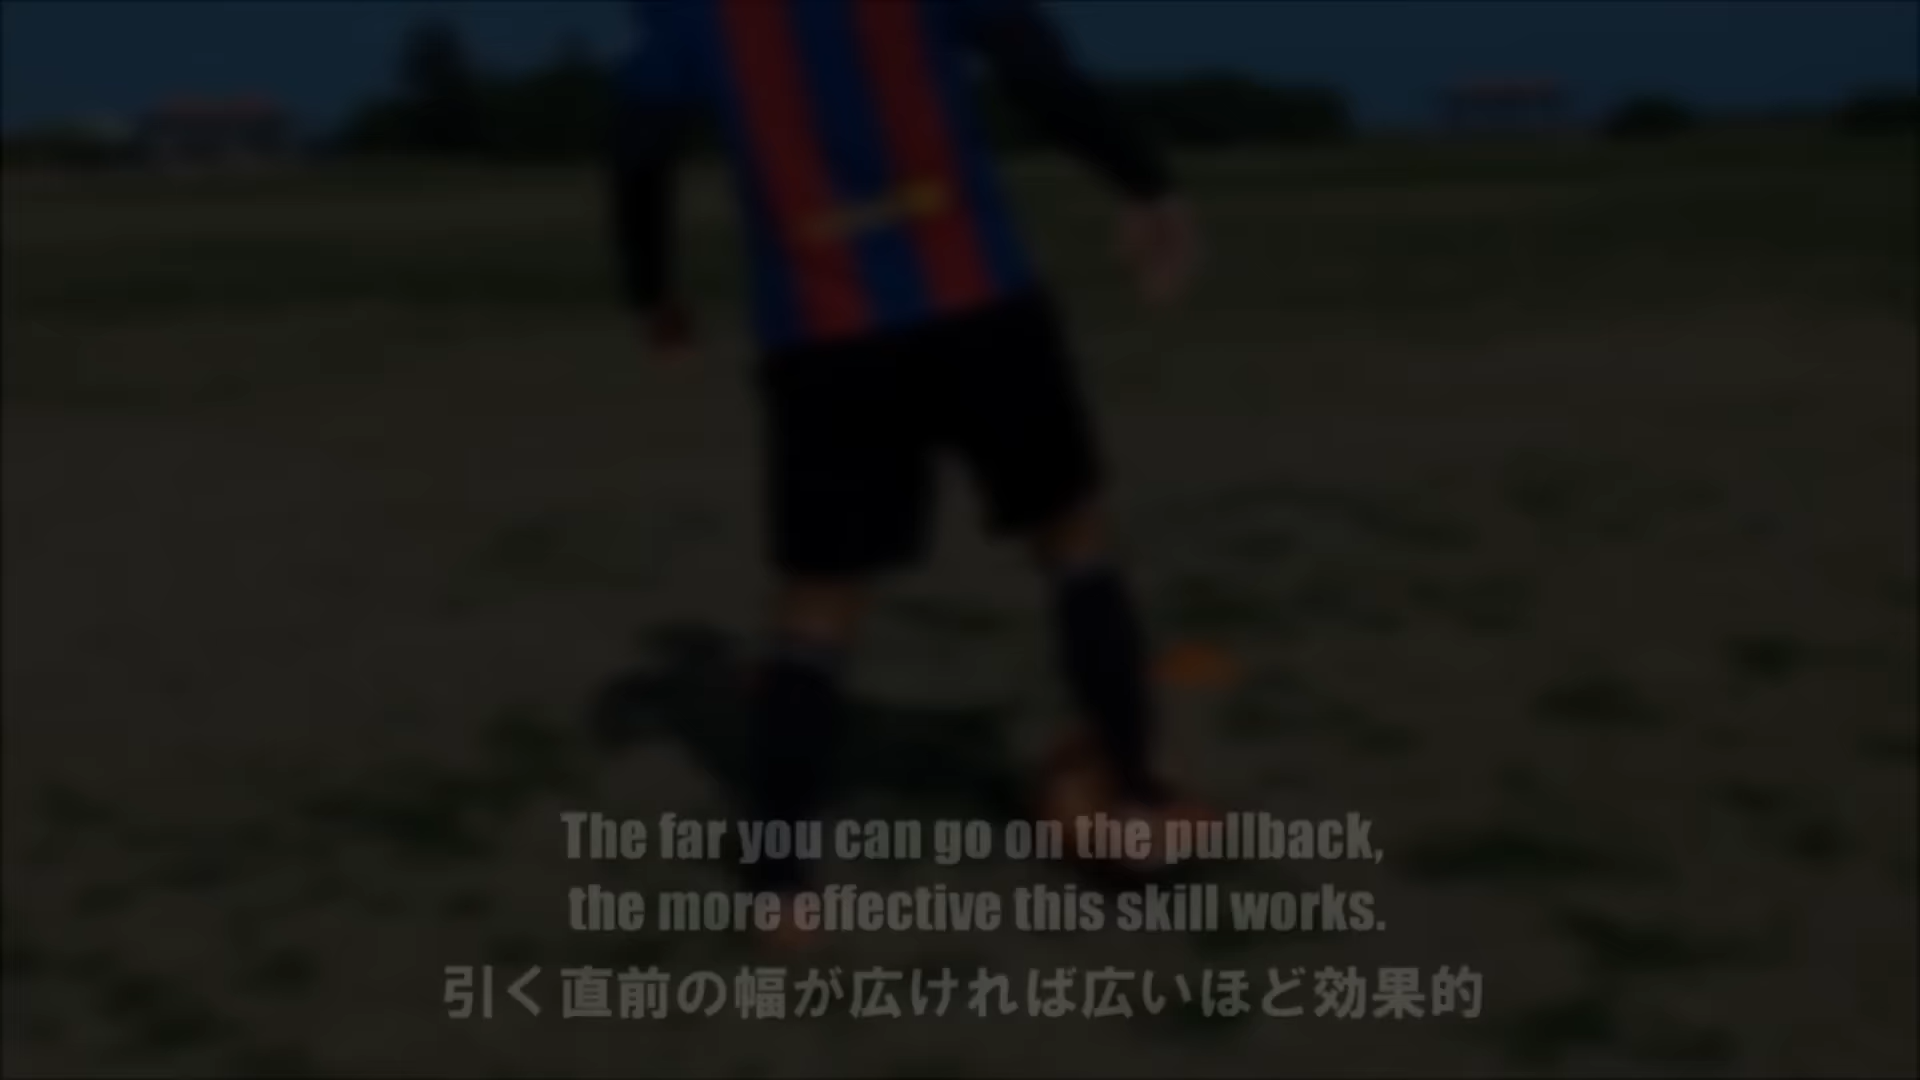 The far you can go on the pullback,
the more effective this skill works.
引く直前の幅が広ければ広いほど効果的